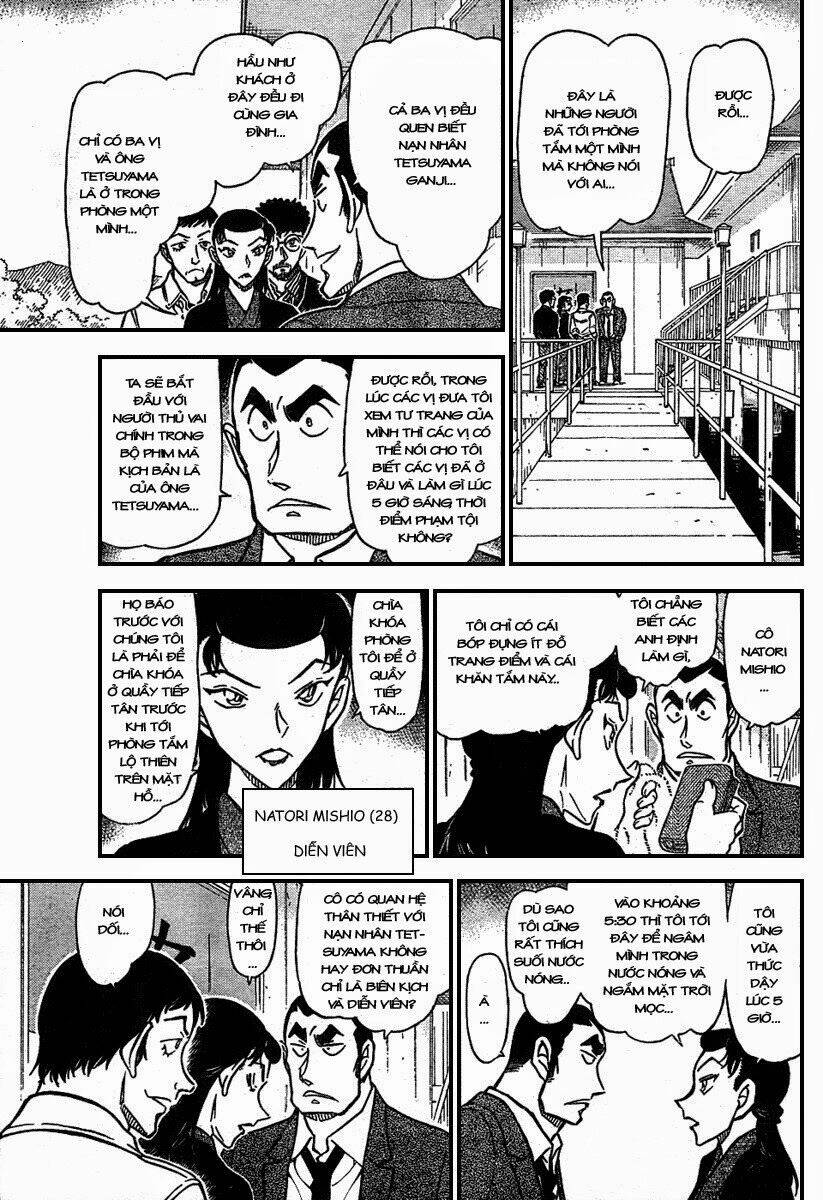 ĐƯỢC
RỒI...
ĐÂY LÀ
NHỮNG NGƯỜI
ĐÃ TỚI PHÒNG
TẮM MỘT MÌNH
MÀ KHÔNG NÓI
VỚI AI...
CẢ BA VỊ ĐỀU
QUEN BIẾT
NẠN NHÂN
TETSUYAMA
GANJI...
HẦU NHƯ
KHÁCH Ở
ĐÂY ĐỀU ĐI
CÙNG GIA
ĐÌNH...
CHỈ CÓ BA VỊ
VÀ ÔNG
TETSUYAMA
LÀ Ở TRONG
PHÒNG MỘT
MÌNH...
ĐƯỢC RỒI, TRONG
LÚC CÁC VỊ ĐƯA TÔI
XEM TƯ TRANG CỦA
MÌNH THÌ CÁC VỊ CÓ
THỂ NÓI CHO TÔI
BIẾT CÁC VỊ ĐÃ Ở
ĐÂU VÀ LÀM GÌ LÚC
5 GIỜ SÁNG THỜI
ĐIỂM PHẠM TỘI
KHÔNG?
TA SẼ BẮT
ĐẦU VỚI
NGƯỜI THỦ VAI
CHÍNH TRONG
BỘ PHIM MÀ
KỊCH BẢN LÀ
CỦA ÔNG
TETSUYAMA...
CÔ
NATORI
MISHIO
...
TÔI CHẲNG
BIẾT CÁC
ANH ĐỊNH
LÀM GÌ,
TÔI CHỈ CÓ CÁI
BÓP ĐỰNG ÍT ĐỒ
TRANG ĐIỂM VÀ CÁI
KHĂN TẮM NÀY..
CHÌA
KHÓA
PHÒNG
TÔI ĐỂ Ở
QUẦY
TIẾP
TÂN...
HỌ BÁO
TRƯỚC VỚI
CHÚNG TÔI
LÀ PHẢI ĐỂ
CHÌA KHÓA
Ở QUẦY TIẾP
TÂN TRƯỚC
KHI TỚI
PHÒNG TẮM
LỘ THIÊN
TRÊN MẶT
HỒ...
NATORI MISHIO (28)
DIỄN VIÊN
TÔI
CŨNG
VỪA
THỨC
DẬY
LÚC 5
GIỜ...
VÀO KHOẢNG
5:30 THÌ TÔI TỚI
ĐÂY ĐỂ NGÂM
MÌNH TRONG
NƯỚC NÓNG VÀ
NGẮM MẶT TRỜI
MỌC...
DÙ SAO
TÔI CŨNG
RẤT THÍCH
SUỐI NƯỚC
NÓNG..
À
...
CÔ CÓ QUAN HỆ
THÂN THIẾT VỚI
NẠN NHÂN TET-
SUYAMA KHÔNG
HAY ĐƠN THUẦN
CHỈ LÀ BIÊN KỊCH
VÀ DIỄN VIÊN?
VÂNG,
CHỈ
THẾ
THÔI
...
NÓI
DỐI...